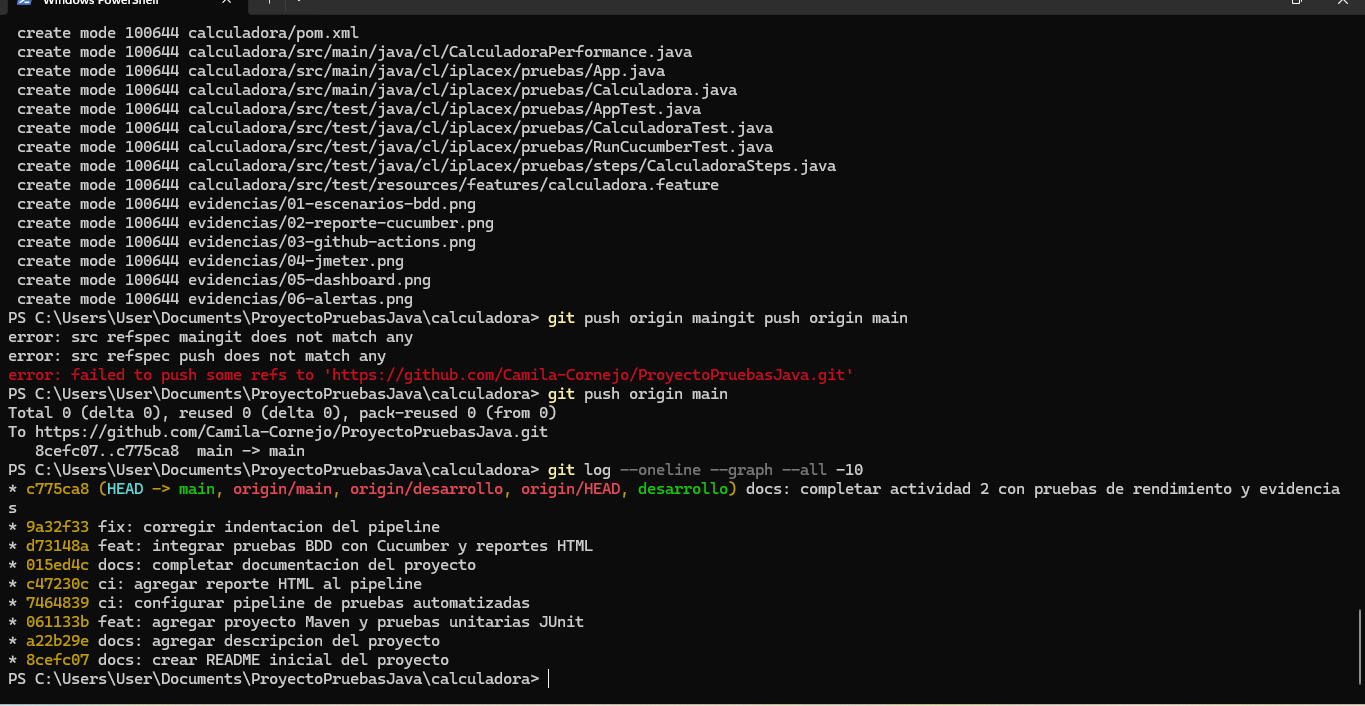 Windows PowerShell
 create mode 100644 calculadora/pom.xml
 create mode 100644 calculadora/src/main/java/cl/CalculadoraPerformance.java
 create mode 100644 calculadora/src/main/java/cl/iplacex/pruebas/App.java
 create mode 100644 calculadora/src/main/java/cl/iplacex/pruebas/Calculadora.java
 create mode 100644 calculadora/src/test/java/cl/iplacex/pruebas/AppTest.java
 create mode 100644 calculadora/src/test/java/cl/iplacex/pruebas/CalculadoraTest.java
 create mode 100644 calculadora/src/test/java/cl/iplacex/pruebas/RunCucumberTest.java
 create mode 100644 calculadora/src/test/java/cl/iplacex/pruebas/steps/CalculadoraSteps.java
 create mode 100644 calculadora/src/test/resources/features/calculadora.feature
 create mode 100644 evidencias/01-escenarios-bdd.png
 create mode 100644 evidencias/02-reporte-cucumber.png
 create mode 100644 evidencias/03-github-actions.png
 create mode 100644 evidencias/04-jmeter.png
 create mode 100644 evidencias/05-dashboard.png
 create mode 100644 evidencias/06-alertas.png
PS C:\Users\User\Documents\ProyectoPruebasJava\calculadora> git push origin maingit push origin main
error: src refspec maingit does not match any
error: src refspec push does not match any
error: failed to push some refs to 'https://github.com/Camila-Cornejo/ProyectoPruebasJava.git'
PS C:\Users\User\Documents\ProyectoPruebasJava\calculadora> git push origin main
Total 0 (delta 0), reused 0 (delta 0), pack-reused 0 (from 0)
To https://github.com/Camila-Cornejo/ProyectoPruebasJava.git
   8cefc07..c775ca8  main -> main
PS C:\Users\User\Documents\ProyectoPruebasJava\calculadora> git log --oneline --graph --all -10
* c775ca8 (HEAD -> main, origin/main, origin/desarrollo, origin/HEAD, desarrollo) docs: completar actividad 2 con pruebas de rendimiento y evidencia
s
* 9a32f33 fix: corregir indentacion del pipeline
* d73148a feat: integrar pruebas BDD con Cucumber y reportes HTML
* 015ed4c docs: completar documentacion del proyecto
* c47230c ci: agregar reporte HTML al pipeline
* 7464839 ci: configurar pipeline de pruebas automatizadas
* 061133b feat: agregar proyecto Maven y pruebas unitarias JUnit
* a22b29e docs: agregar descripcion del proyecto
* 8cefc07 docs: crear README inicial del proyecto
PS C:\Users\User\Documents\ProyectoPruebasJava\calculadora>